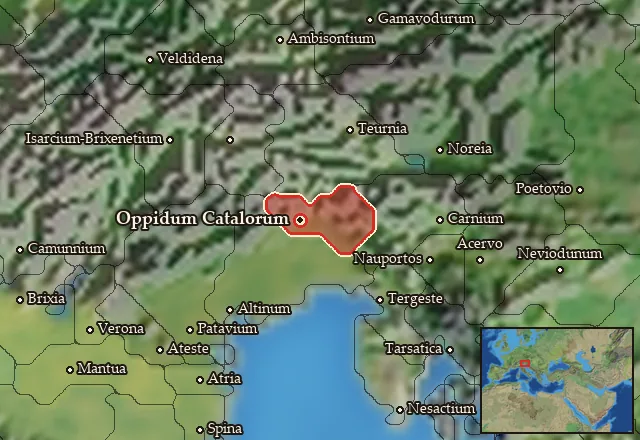 Gamavodurum
Ambisontium
Veldidena
Teurnia
Isarcium-Brixenetium
Noreia
Poetovio
Oppidum Catalorum
Carnium
Acervo
Camunnium
Nauportos
Neviodunum
Brixia
Tergeste
Altinum
Verona
Patavium
Ateste
Tarsatica
Mantua
Atria
Nesactium
Spina